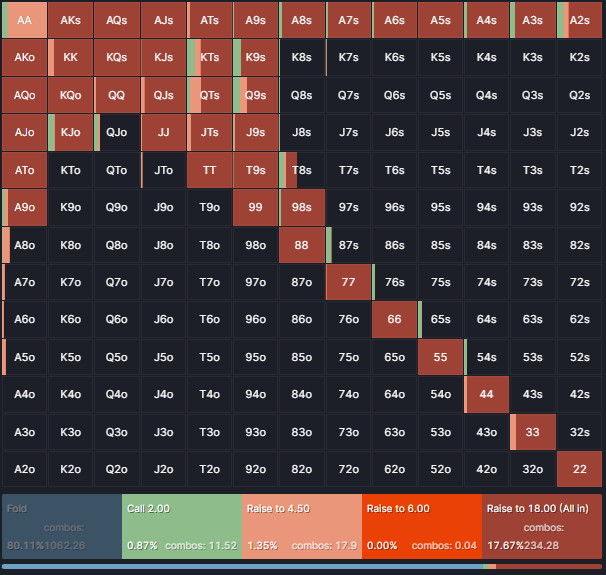 AA AKs AQs AJs ATs A9s A8s A7s A6s A5s A4s A3s A2s
AKo KK KQs KJs KTs K9s K8s K7s K6s K5s K4s K3s K2s
AQo KQo QQ QJs QTs Q9s Q8s Q7s Q6s Q5s Q4s Q3s Q2s
AJo KJo QJo JJ JTs J9s J8s J7s J6s J5s J4s J3s J2s
ATo KTo QTo JTo TT T9s T8s T7s T6s T5s T4s T3s T2s
A9o K9o Q9o J9o T9o 99 98s 97s 96s 95s 94s 93s 92s
A8o K8o Q8o J8o T8o 98o 88 87s 86s 85s 84s 83s 82s
A7o K7o Q7o J7o T7o 97o 87o 77 76s 75s 74s 73s 72s
A6o K6o Q6o J6o T6o 96o 86o 76o 66 65s 64s 63s 62s
A5o K5o Q5o J5o T5o 95o 85o 75o 65o 55 54s 53s 52s
A4o K4o Q4o J4o T4o 94o 84o 74o 64o 54o 44 43s 42s
A3o K3o Q3o J3o T3o 93o 83o 73o 63o 53o 43o 33 32s
A2o K2o Q2o J2o T2o 92o 82o 72o 62o 52o 42o 32o 22
Fold Call 2.00 Raise to 4.50 Raise to 6.00 Raise to 18.00 (All in)
combos: combos:
80.11% 1062.26 0.87% combos: 11.52 1.35% combos: 17.9 0.00% combos: 0.04 17.67% 234.28